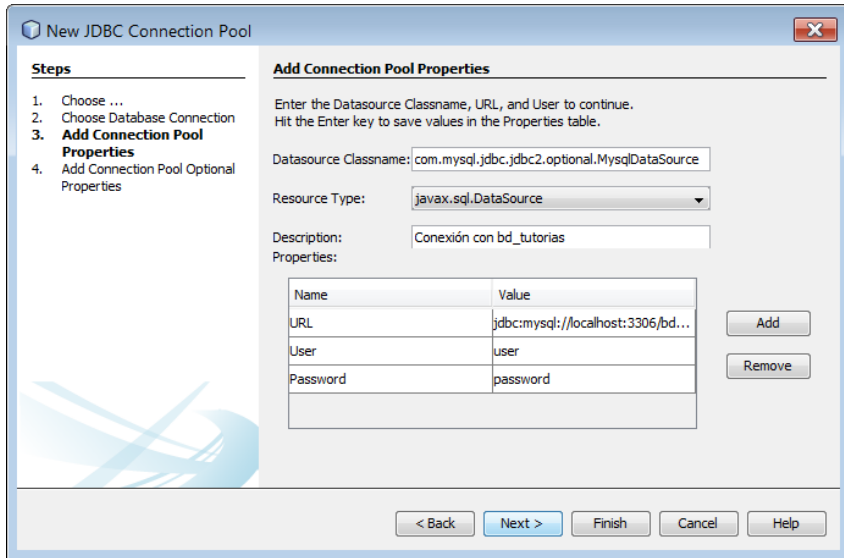 New JDBC Connection Pool
Steps
1. Choose ...
2. Choose Database Connection
3. Add Connection Pool
Properties
4. Add Connection Pool Optional
Properties
Add Connection Pool Properties
Enter the Datasource Classname, URL, and User to continue.
Hit the Enter key to save values in the Properties table.
Datasource Classname: com.mysql.jdbc.jdbc2.optional.MysqlDataSource
Resource Type: javax.sql.DataSource
Description: Conexión con bd_tutorias
Properties:
Name Value
URL jdbc:mysql://localhost:3306/bd...
User user
Password password
Add
Remove
< Back Next > Finish Cancel Help